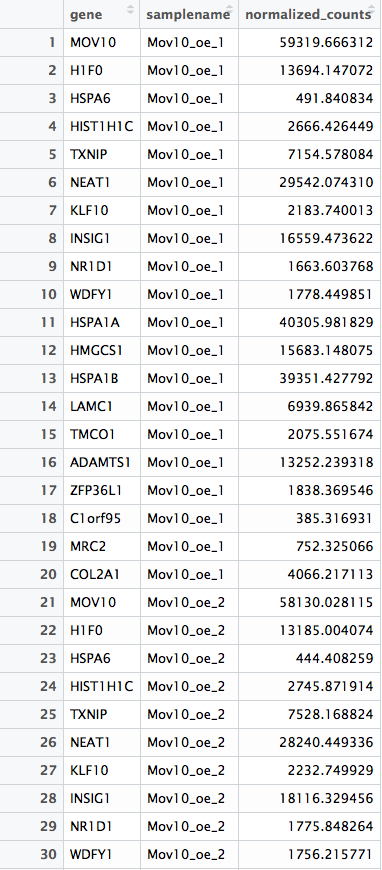 gene samplename normalized_counts
1 MOV10 Mov10_oe_1 59319.666312
2 H1F0 Mov10_oe_1 13694.147072
3 HSPA6 Mov10_oe_1 491.840834
4 HIST1H1C Mov10_oe_1 2666.426449
5 TXNIP Mov10_oe_1 7154.578084
6 NEAT1 Mov10_oe_1 29542.074310
7 KLF10 Mov10_oe_1 2183.740013
8 INSIG1 Mov10_oe_1 16559.473622
9 NR1D1 Mov10_oe_1 1663.603768
10 WDFY1 Mov10_oe_1 1778.449851
11 HSPA1A Mov10_oe_1 40305.981829
12 HMGCS1 Mov10_oe_1 15683.148075
13 HSPA1B Mov10_oe_1 39351.427792
14 LAMC1 Mov10_oe_1 6939.865842
15 TMCO1 Mov10_oe_1 2075.551674
16 ADAMTS1 Mov10_oe_1 13252.239318
17 ZFP36L1 Mov10_oe_1 1838.369546
18 C1orf95 Mov10_oe_1 385.316931
19 MRC2 Mov10_oe_1 752.325066
20 COL2A1 Mov10_oe_1 4066.217113
21 MOV10 Mov10_oe_2 58130.028115
22 H1F0 Mov10_oe_2 13185.004074
23 HSPA6 Mov10_oe_2 444.408259
24 HIST1H1C Mov10_oe_2 2745.871914
25 TXNIP Mov10_oe_2 7528.168824
26 NEAT1 Mov10_oe_2 28240.449336
27 KLF10 Mov10_oe_2 2232.749929
28 INSIG1 Mov10_oe_2 18116.329456
29 NR1D1 Mov10_oe_2 1775.848264
30 WDFY1 Mov10_oe_2 1756.215771